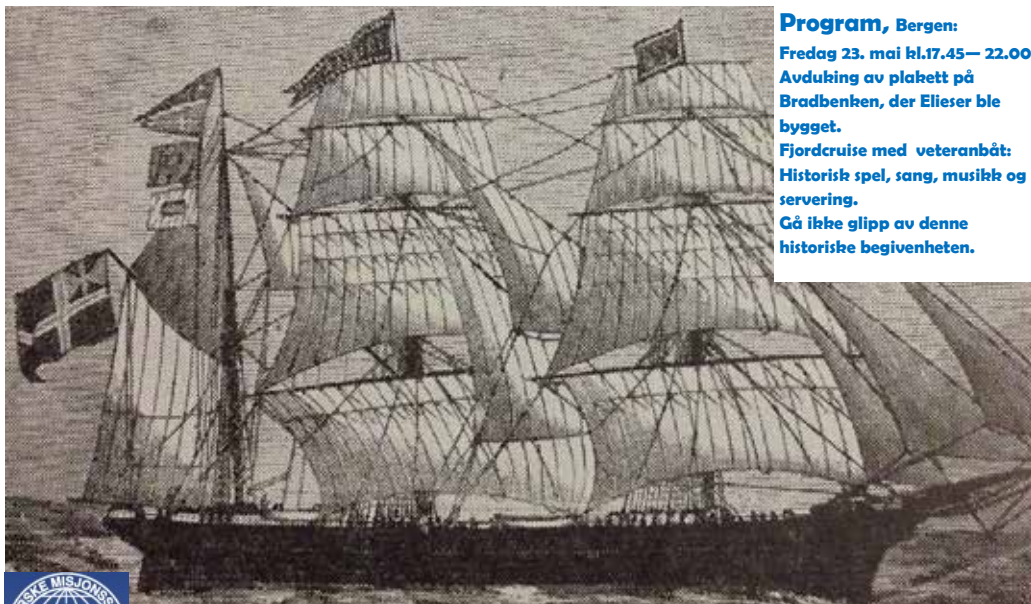 Program, Bergen:
Fredag 23. mai kl.17.45— 22.00
Avduking av plakett på
Bradbenken, der Elieser ble
bygget.
Fjordcruise med veteranbåt:
Historisk spel, sang, musikk og
servering.
Gå ikke glipp av denne
historiske begivenheten.